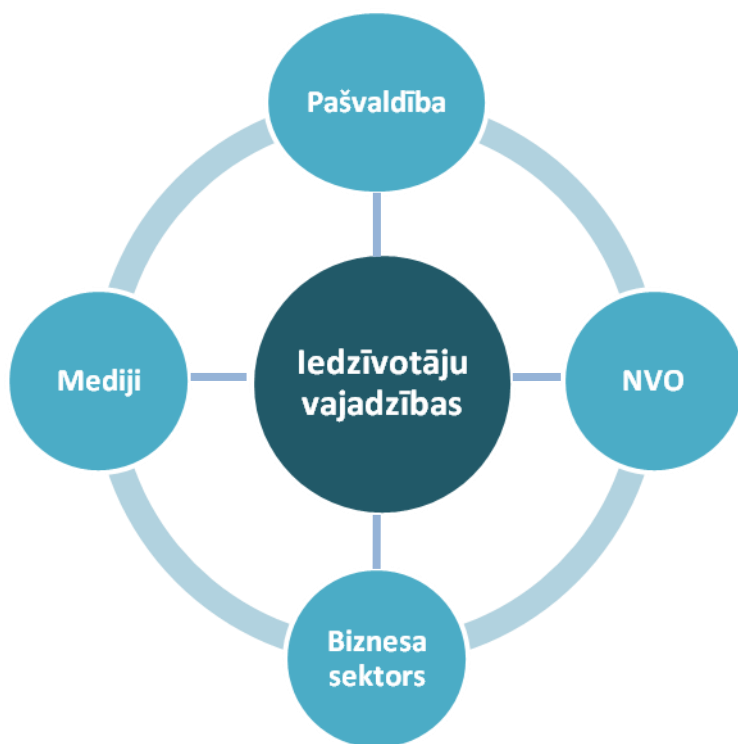 Pašvaldība
Mediji
Iedzīvotāju
vajadzības
NVO
Biznesa
sektors